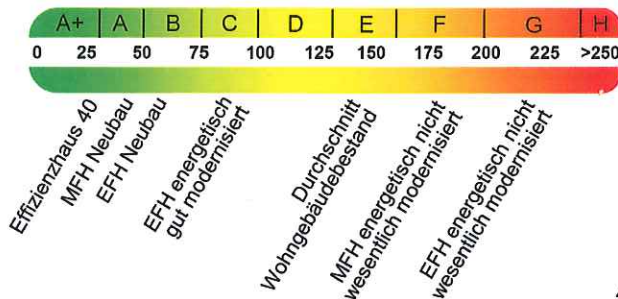 A+ A B C D E F G H
0 25 50 75 100 125 150 175 200 225 >250
Effizienzhaus 40
MFH Neubau
EFH Neubau
EFH energetisch
gut modernisiert
Durchschnitt
Wohngebäudebestand
MFH energetisch nicht
wesentlich modernisiert
EFH energetisch nicht
wesentlich modernisiert